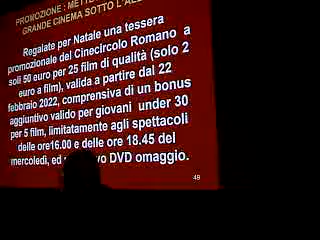 PROMOZIONE : METTI
GRANDE CINEMA SOTTO L'AL
Regalate per Natale una tessera
promozionale del Cinecircolo Romano a
soli 50 euro per 25 film di qualità (solo 2
euro a film), valida a partire dal 22
febbraio 2022, comprensiva di un bonus
aggiuntivo valido per giovani under 30
per 5 film, limitatamente agli spettacoli
delle ore16.00 e delle ore 18.45 del
mercoledì, ed vo DVD omaggio.
49